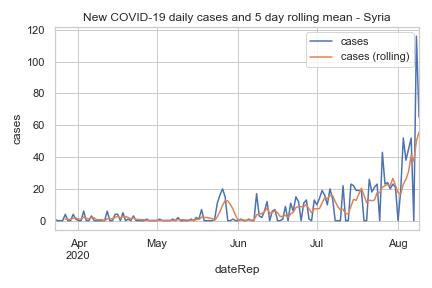 New COVID-19 daily cases and 5 day rolling mean - Syria
cases
cases (rolling)
cases
120
100
80
60
40
20
0
Apr
2020
May
Jun
Jul
Aug
dateRep